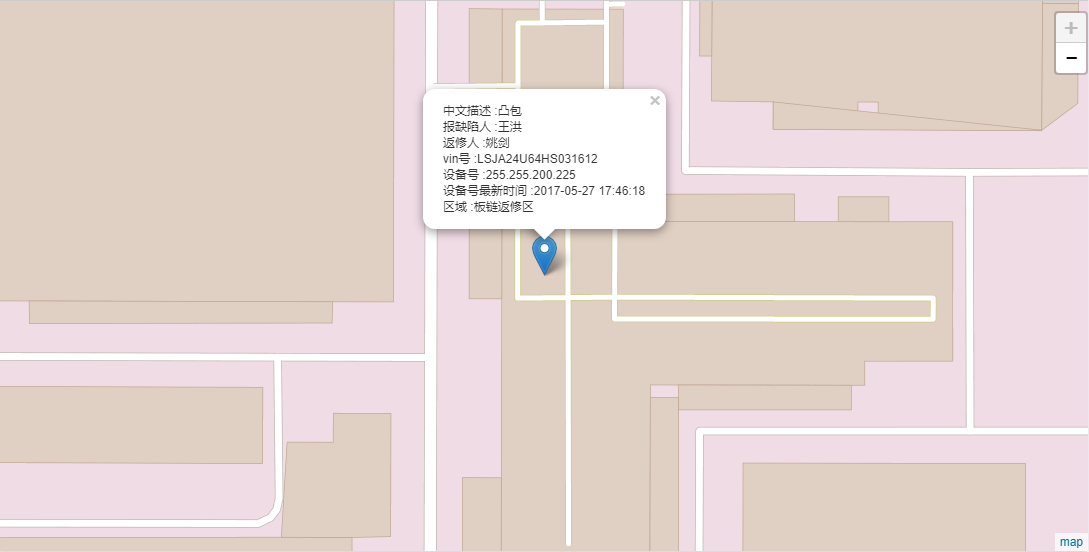 +
×
−
中文描述 :凸包
报缺陷人 :王洪
返修人 :姚剑
vin号 :LSJA24U64HS031612
设备号 :255.255.200.225
设备号最新时间 :2017-05-27 17:46:18
区域 :板链返修区
map